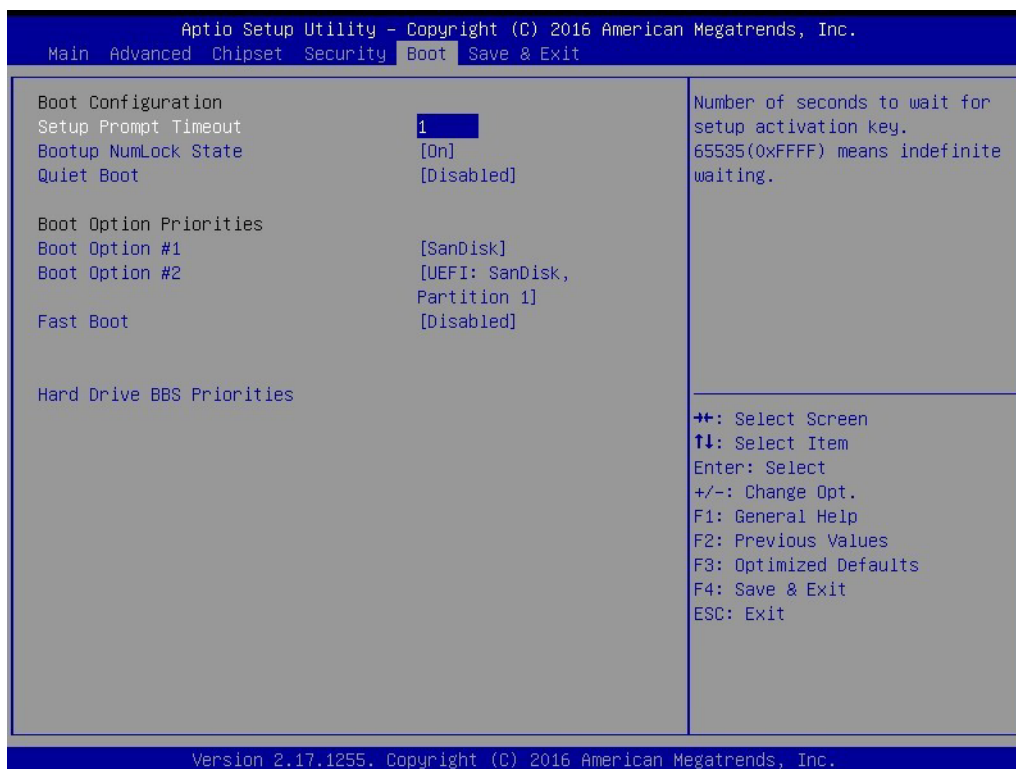 Aptio Setup Utility – Copyright (C) 2016 American Megatrends, Inc.
Main Advanced Chipset Security Boot Save & Exit
Boot Configuration
Setup Prompt Timeout 1
Bootup NumLock State [On]
Quiet Boot [Disabled]
Boot Option Priorities
Boot Option #1 [SanDisk]
Boot Option #2 [UEFI: SanDisk,
Partition 1]
Fast Boot [Disabled]
Hard Drive BBS Priorities
Number of seconds to wait for
setup activation key.
65535(0xFFFF) means indefinite
waiting.
→←: Select Screen
↑↓: Select Item
Enter: Select
+/-: Change Opt.
F1: General Help
F2: Previous Values
F3: Optimized Defaults
F4: Save & Exit
ESC: Exit
Version 2.17.1255. Copyright (C) 2016 American Megatrends, Inc.